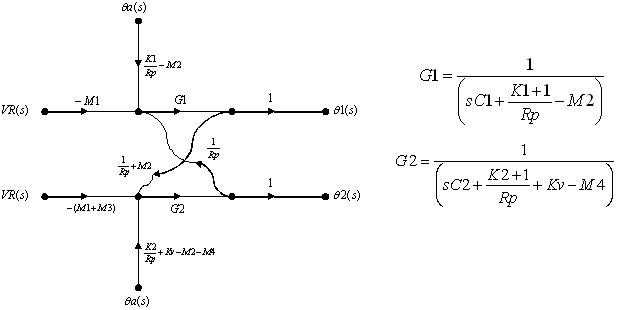 θa(s)
K1/Rp − M2
− M1
G1
1
VR(s)
θ1(s)
1/Rp + M2
1/Rp
VR(s)
−(M1+M3)
G2
1
θ2(s)
K2/Rp + Kv − M2 − M4
θa(s)
G1 = 1/(sC1 + (K1+1)/Rp − M2)
G2 = 1/(sC2 + (K2+1)/Rp + Kv − M4)